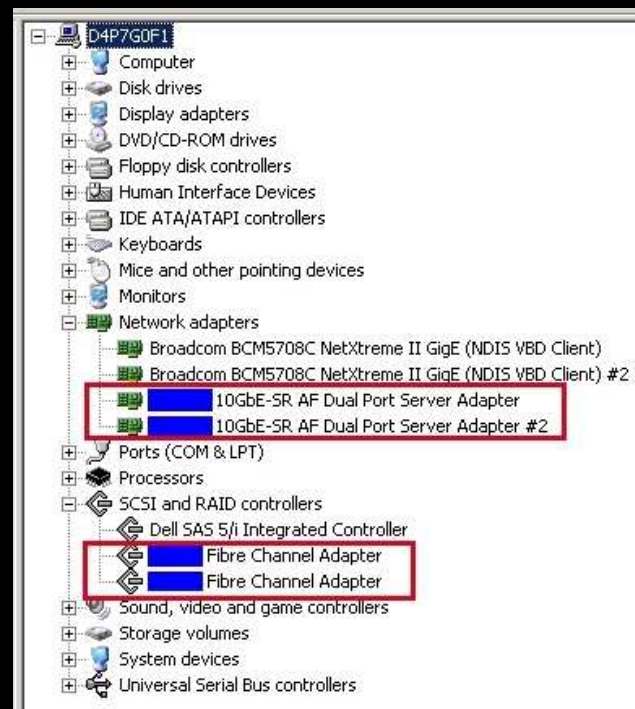 D4P7G0F1
Computer
Disk drives
Display adapters
DVD/CD-ROM drives
Floppy disk controllers
Human Interface Devices
IDE ATA/ATAPI controllers
Keyboards
Mice and other pointing devices
Monitors
Network adapters
Broadcom BCM5708C NetXtreme II GigE (NDIS VBD Client)
Broadcom BCM5708C NetXtreme II GigE (NDIS VBD Client) #2
10GbE-SR AF Dual Port Server Adapter
10GbE-SR AF Dual Port Server Adapter #2
Ports (COM & LPT)
Processors
SCSI and RAID controllers
Dell SAS 5/i Integrated Controller
Fibre Channel Adapter
Fibre Channel Adapter
Sound, video and game controllers
Storage volumes
System devices
Universal Serial Bus controllers